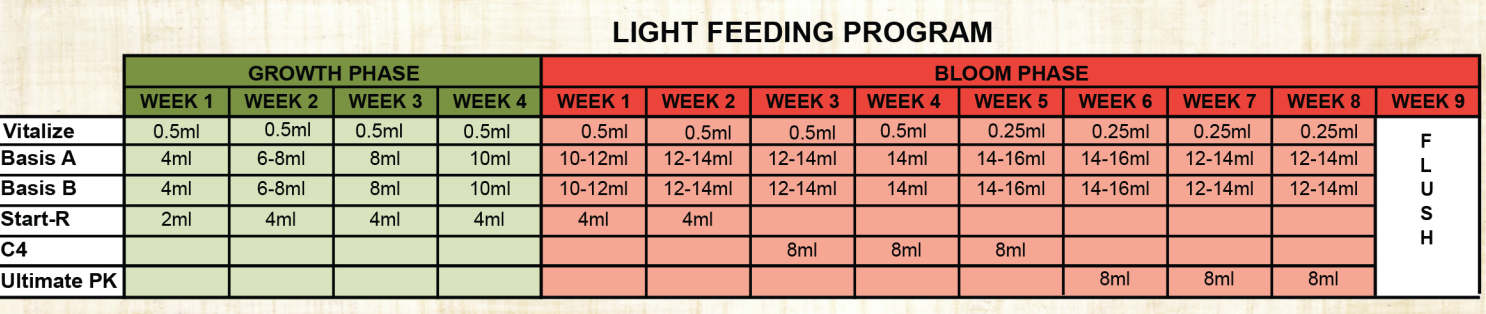 LIGHT FEEDING PROGRAM
GROWTH PHASE BLOOM PHASE
WEEK 1 WEEK 2 WEEK 3 WEEK 4 WEEK 1 WEEK 2 WEEK 3 WEEK 4 WEEK 5 WEEK 6 WEEK 7 WEEK 8 WEEK 9
Vitalize 0.5ml 0.5ml 0.5ml 0.5ml 0.5ml 0.5ml 0.5ml 0.5ml 0.25ml 0.25ml 0.25ml 0.25ml
Basis A 4ml 6-8ml 8ml 10ml 10-12ml 12-14ml 12-14ml 14ml 14-16ml 14-16ml 12-14ml 12-14ml
Basis B 4ml 6-8ml 8ml 10ml 10-12ml 12-14ml 12-14ml 14ml 14-16ml 14-16ml 12-14ml 12-14ml
Start-R 2ml 4ml 4ml 4ml 4ml 4ml
C4 8ml 8ml 8ml
Ultimate PK 8ml 8ml 8ml
F
L
U
S
H